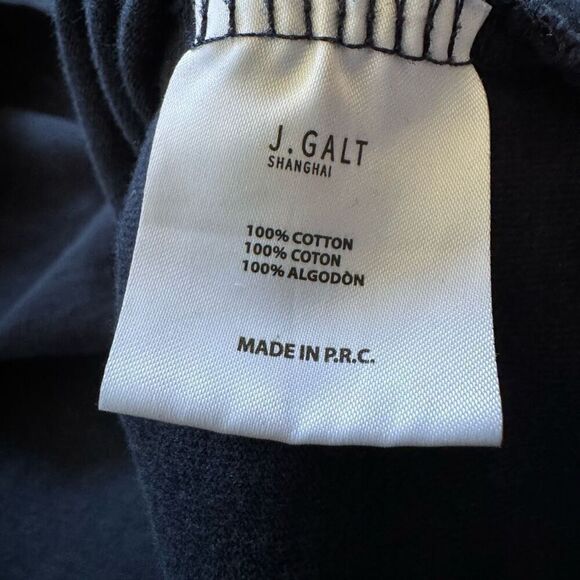 J.GALT
SHANGHAI
100% COTTON
100% COTON
100% ALGODÒN
MADE IN P.R.C.